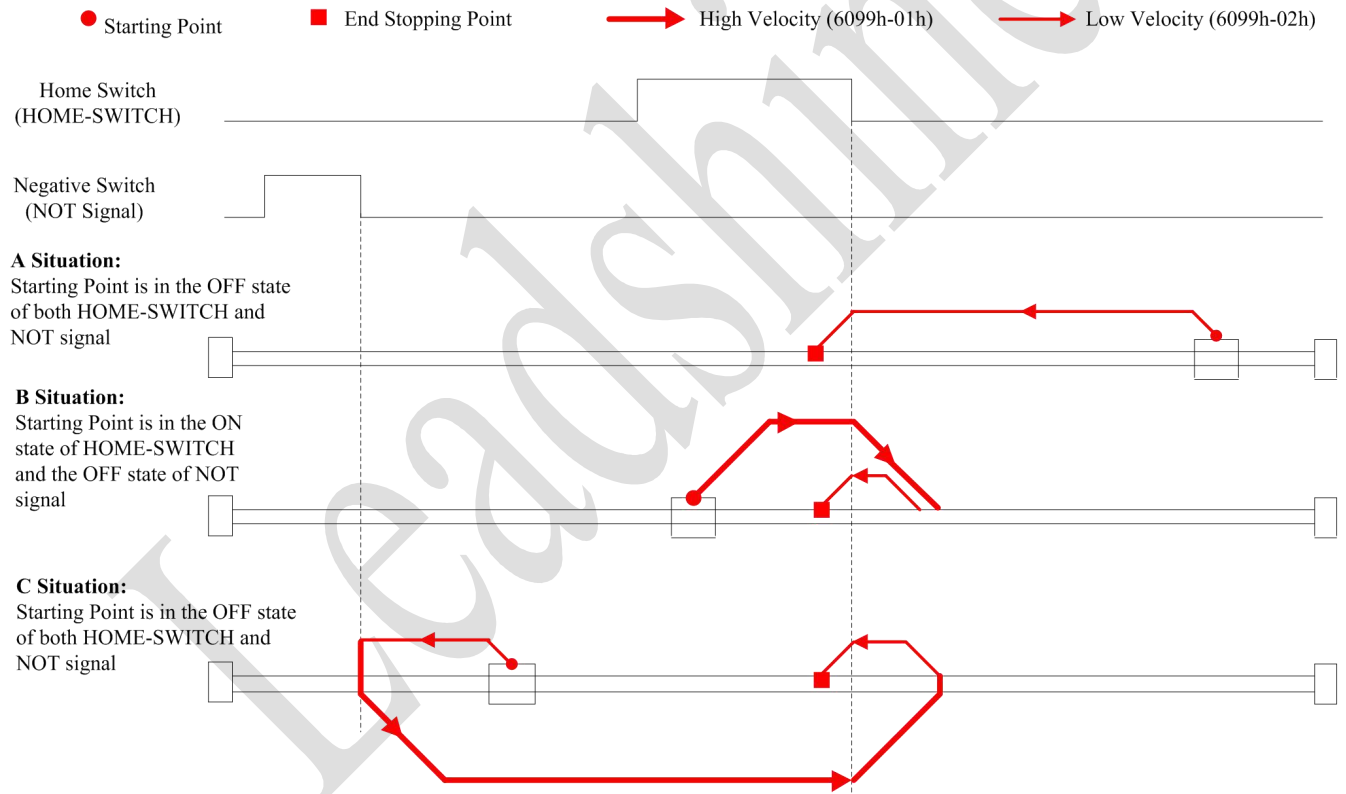 Starting Point
End Stopping Point
High Velocity (6099h-01h)
Low Velocity (6099h-02h)
Home Switch
(HOME-SWITCH)
Negative Switch
(NOT Signal)
A Situation:
Starting Point is in the OFF state
of both HOME-SWITCH and
NOT signal
B Situation:
Starting Point is in the ON
state of HOME-SWITCH
and the OFF state of NOT
signal
C Situation:
Starting Point is in the OFF state
of both HOME-SWITCH and
NOT signal